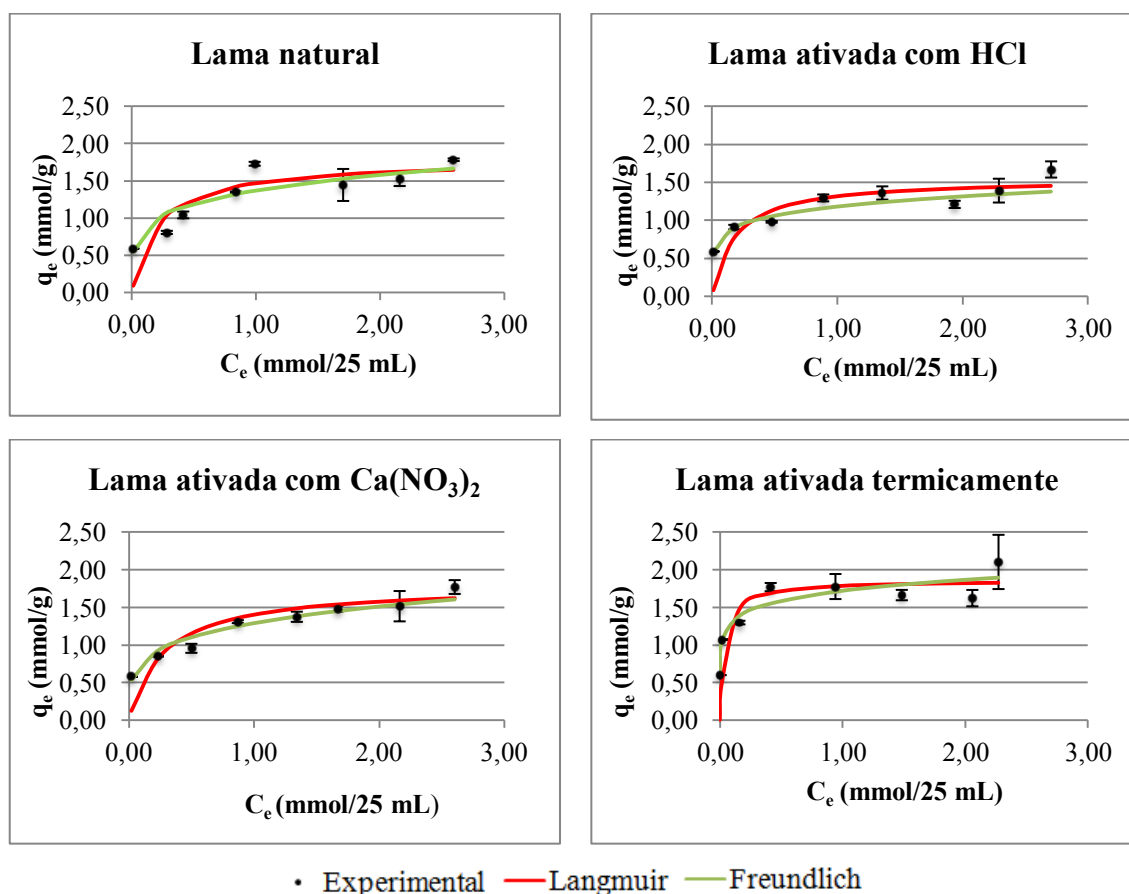 Lama natural
2,50
2,00
1,50
1,00
0,50
0,00
qe (mmol/g)
0,00 1,00 2,00 3,00
Ce (mmol/25 mL)
Lama ativada com HCl
2,50
2,00
1,50
1,00
0,50
0,00
qe (mmol/g)
0,00 1,00 2,00 3,00
Ce (mmol/25 mL)
Lama ativada com Ca(NO3)2
2,50
2,00
1,50
1,00
0,50
0,00
qe (mmol/g)
0,00 1,00 2,00 3,00
Ce (mmol/25 mL)
Lama ativada termicamente
2,50
2,00
1,50
1,00
0,50
0,00
qe (mmol/g)
0,00 1,00 2,00 3,00
Ce (mmol/25 mL)
Experimental Langmuir Freundlich